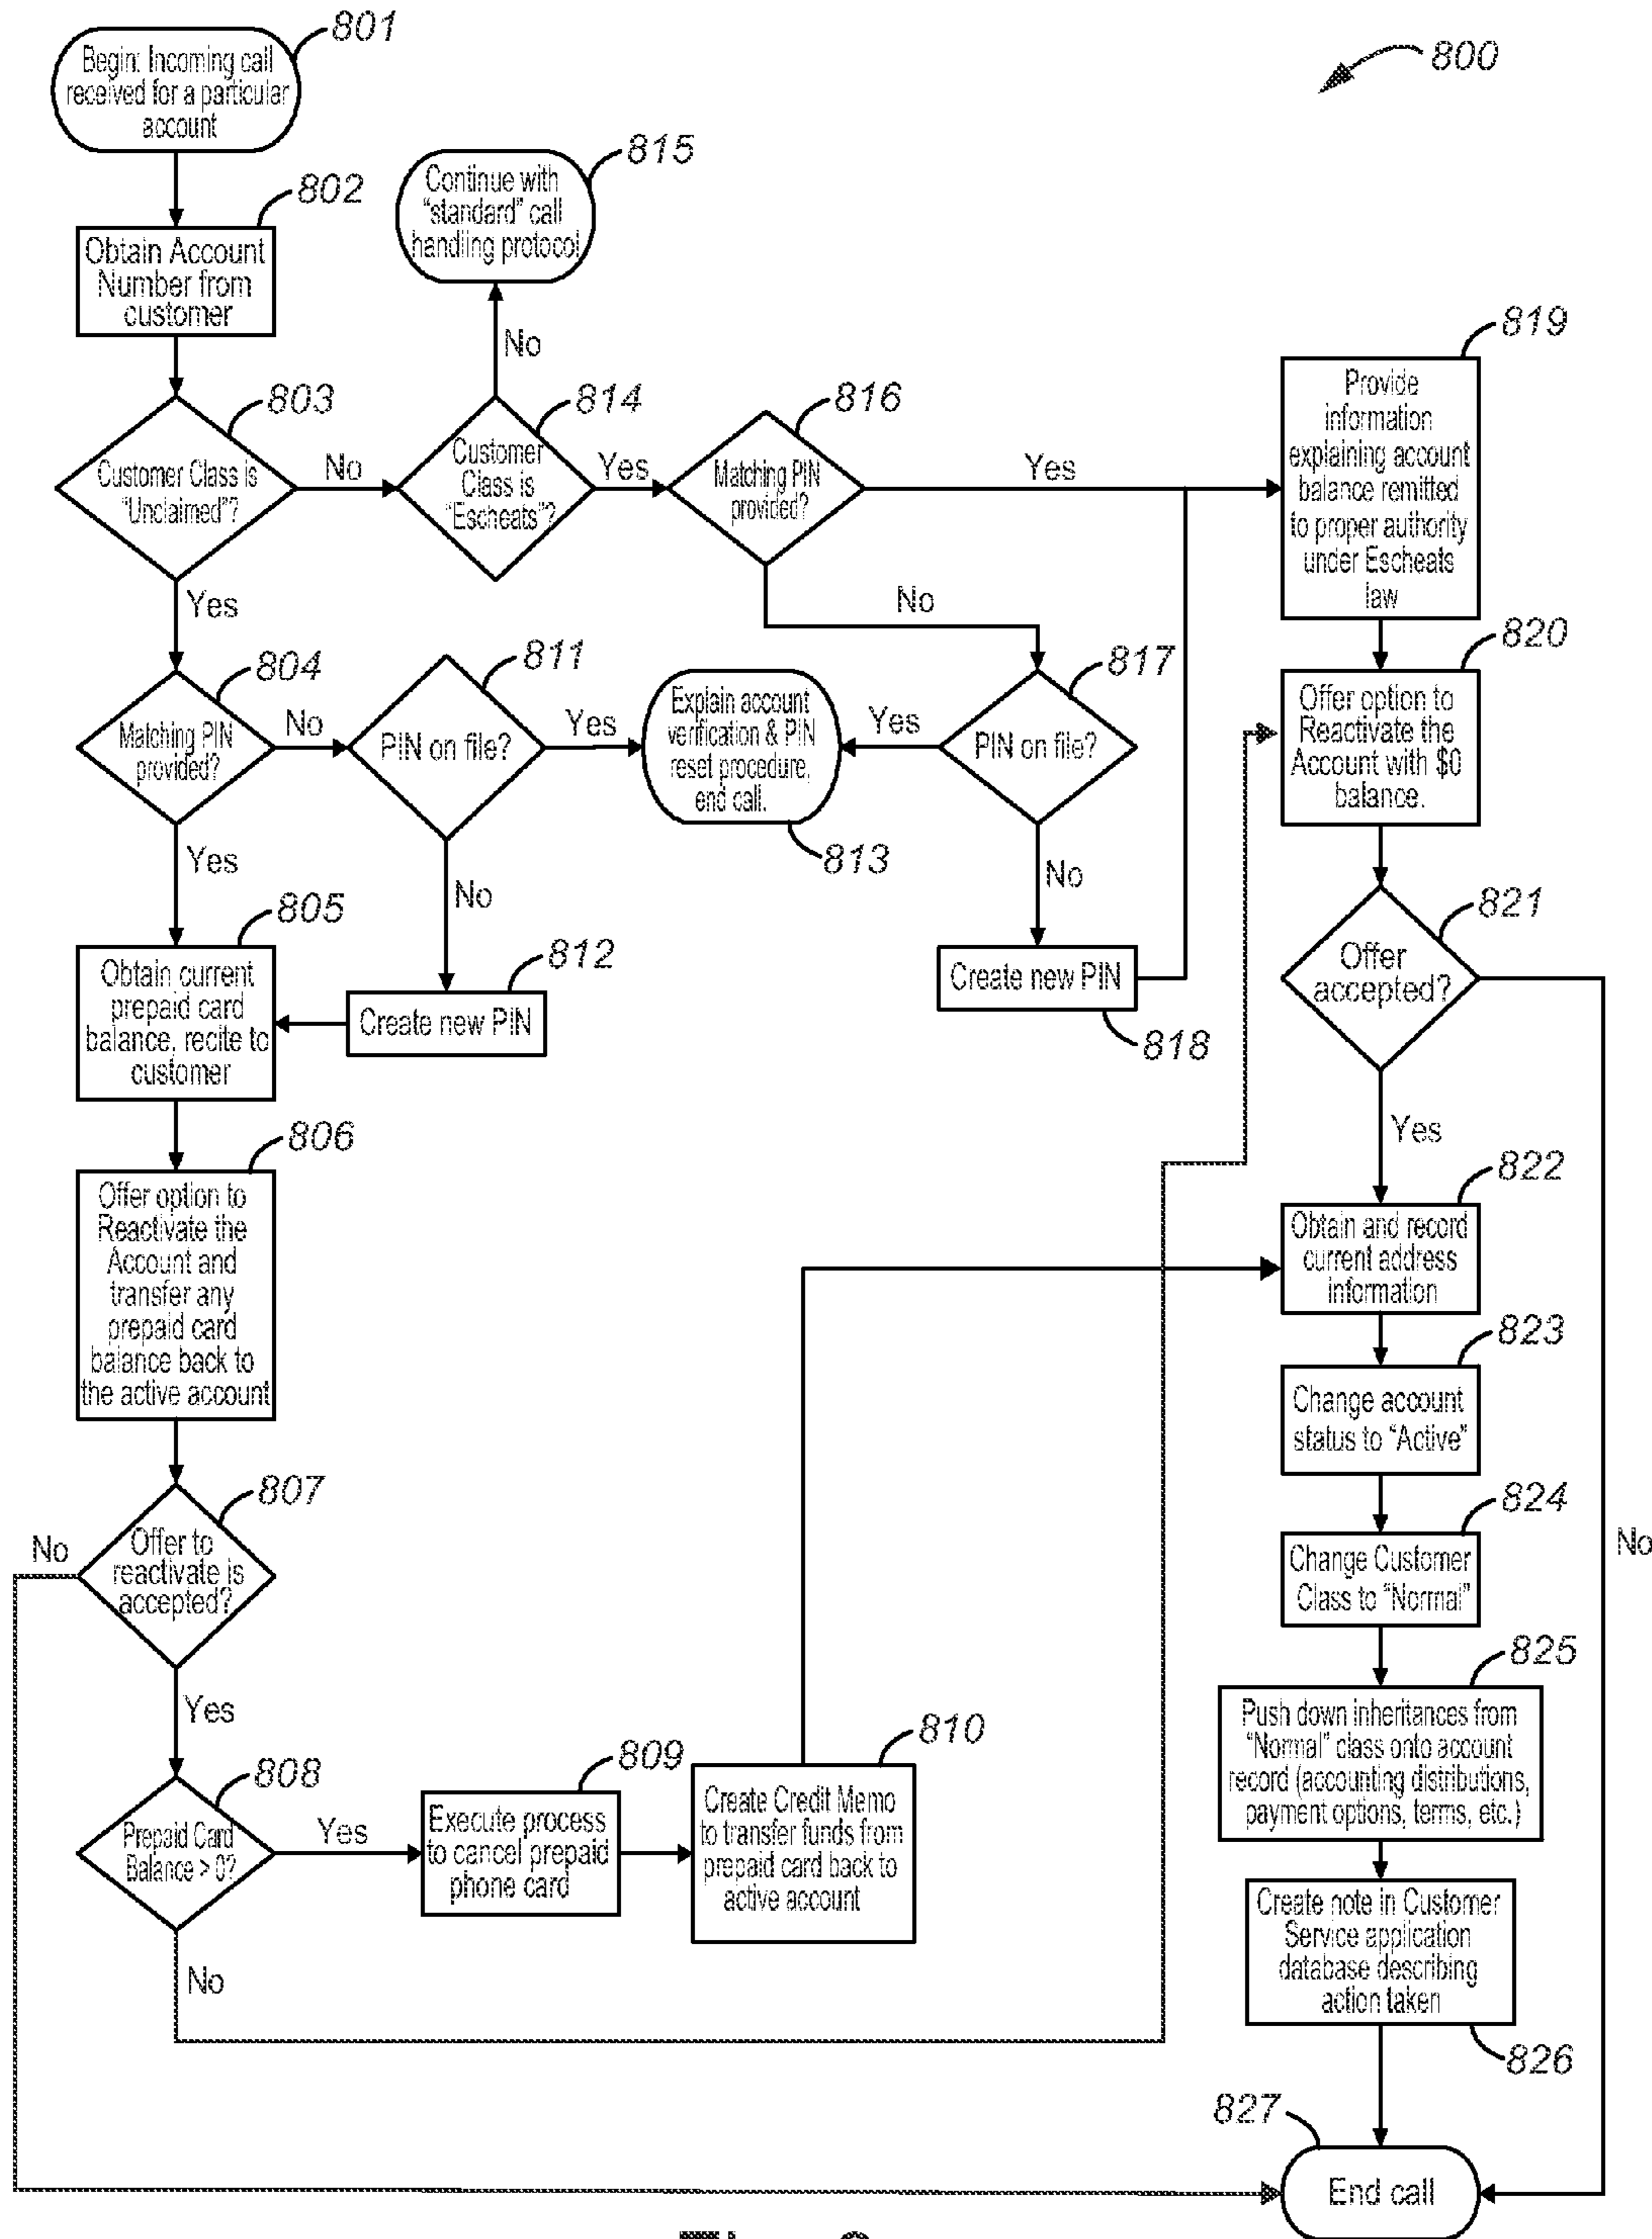 801
Begin: Incoming call
received for a particular
account
800
802
Obtain Account
Number from
customer
815
Continue with
"standard" call
handling protocol
No
803
Customer Class is
"Unclaimed"?
No
Yes
814
Customer
Class is
"Escheats"?
Yes
816
Matching PIN
provided?
Yes
No
819
Provide
information
explaining account
balance remitted
to proper authority
under Escheats
law
804
Matching PIN
provided?
No
Yes
811
PIN on file?
Yes
No
Explain account
verification & PIN
reset procedure,
end call.
813
817
PIN on file?
Yes
No
820
Offer option to
Reactivate the
Account with $0
balance.
805
Obtain current
prepaid card
balance, recite to
customer
812
Create new PIN
Create new PIN
818
821
Offer
accepted?
Yes
No
806
Offer option to
Reactivate the
Account and
transfer any
prepaid card
balance back to
the active account
822
Obtain and record
current address
information
823
Change account
status to "Active"
807
Offer to
reactivate is
accepted?
No
Yes
824
Change Customer
Class to "Normal"
825
Push down inheritances from
"Normal" class onto account
record (accounting distributions,
payment options, terms, etc.)
808
Prepaid Card
Balance > 0?
Yes
No
809
Execute process
to cancel prepaid
phone card
810
Create Credit Memo
to transfer funds from
prepaid card back to
active account
Create note in Customer
Service application
database describing
action taken
826
827
End call